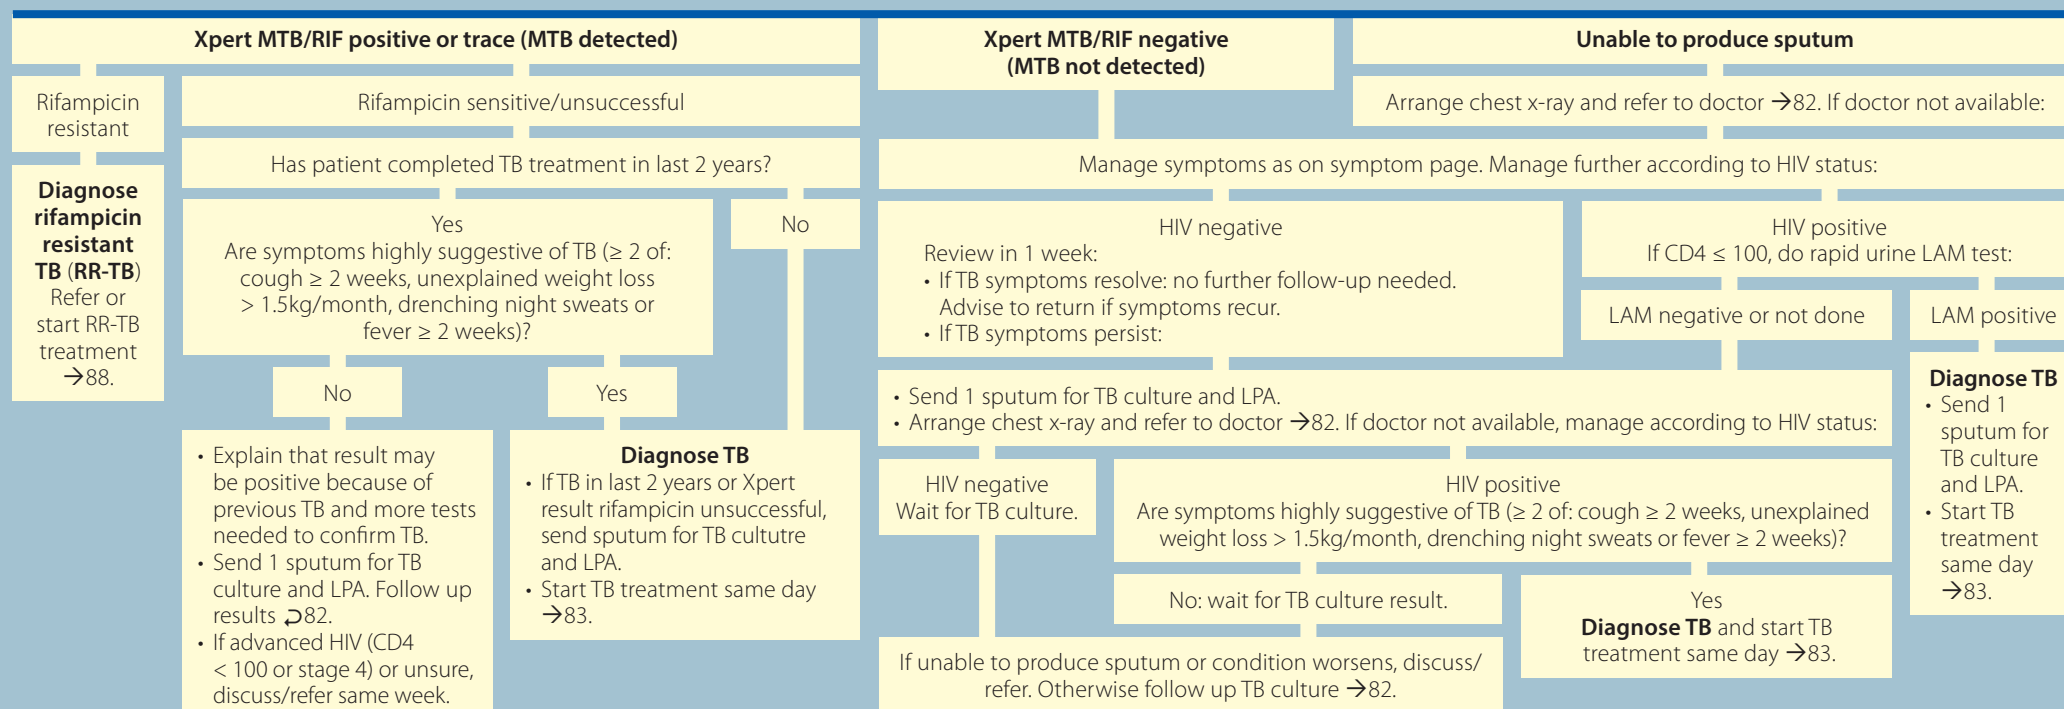 Xpert MTB/RIF positive or trace (MTB detected)
Rifampicin
resistant
Diagnose
rifampicin
resistant
TB (RR-TB)
Refer or
start RR-TB
treatment
→88.
Rifampicin sensitive/unsuccessful
Has patient completed TB treatment in last 2 years?
Yes
Are symptoms highly suggestive of TB (≥ 2 of:
cough ≥ 2 weeks, unexplained weight loss
> 1.5kg/month, drenching night sweats or
fever ≥ 2 weeks)?
No
No
• Explain that result may
be positive because of
previous TB and more tests
needed to confirm TB.
• Send 1 sputum for TB
culture and LPA. Follow up
results ⮌82.
• If advanced HIV (CD4
< 100 or stage 4) or unsure,
discuss/refer same week.
Yes
Diagnose TB
• If TB in last 2 years or Xpert
result rifampicin unsuccessful,
send sputum for TB cultutre
and LPA.
• Start TB treatment same day
→83.
Xpert MTB/RIF negative
(MTB not detected)
Unable to produce sputum
Arrange chest x-ray and refer to doctor →82. If doctor not available:
Manage symptoms as on symptom page. Manage further according to HIV status:
HIV negative
Review in 1 week:
• If TB symptoms resolve: no further follow-up needed.
Advise to return if symptoms recur.
• If TB symptoms persist:
HIV positive
If CD4 ≤ 100, do rapid urine LAM test:
LAM negative or not done
LAM positive
• Send 1 sputum for TB culture and LPA.
• Arrange chest x-ray and refer to doctor →82. If doctor not available, manage according to HIV status:
HIV negative
Wait for TB culture.
HIV positive
Are symptoms highly suggestive of TB (≥ 2 of: cough ≥ 2 weeks, unexplained
weight loss > 1.5kg/month, drenching night sweats or fever ≥ 2 weeks)?
No: wait for TB culture result.
Yes
Diagnose TB and start TB
treatment same day →83.
If unable to produce sputum or condition worsens, discuss/
refer. Otherwise follow up TB culture →82.
Diagnose TB
• Send 1
sputum for
TB culture
and LPA.
• Start TB
treatment
same day
→83.